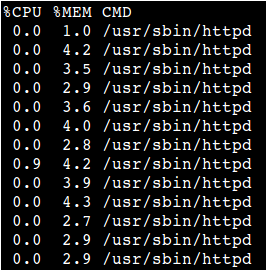 %CPU %MEM CMD
0.0 1.0 /usr/sbin/httpd
0.0 4.2 /usr/sbin/httpd
0.0 3.5 /usr/sbin/httpd
0.0 2.9 /usr/sbin/httpd
0.0 3.6 /usr/sbin/httpd
0.0 4.0 /usr/sbin/httpd
0.0 2.8 /usr/sbin/httpd
0.9 4.2 /usr/sbin/httpd
0.0 3.9 /usr/sbin/httpd
0.0 4.3 /usr/sbin/httpd
0.0 2.7 /usr/sbin/httpd
0.0 2.9 /usr/sbin/httpd
0.0 2.9 /usr/sbin/httpd